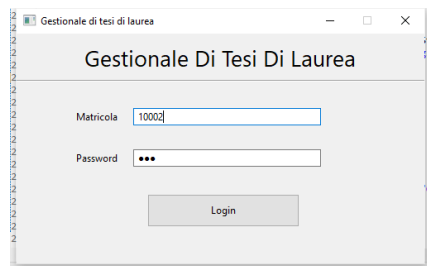 Gestionale di tesi di laurea
Gestionale Di Tesi Di Laurea
Matricola 10002
Password ●●●
Login